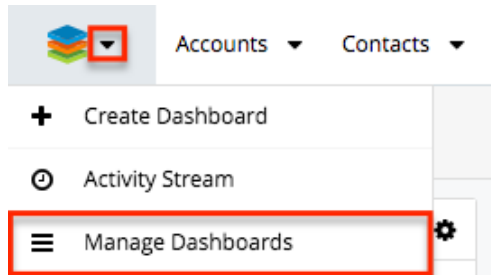 Accounts Contacts
Create Dashboard
Activity Stream
Manage Dashboards